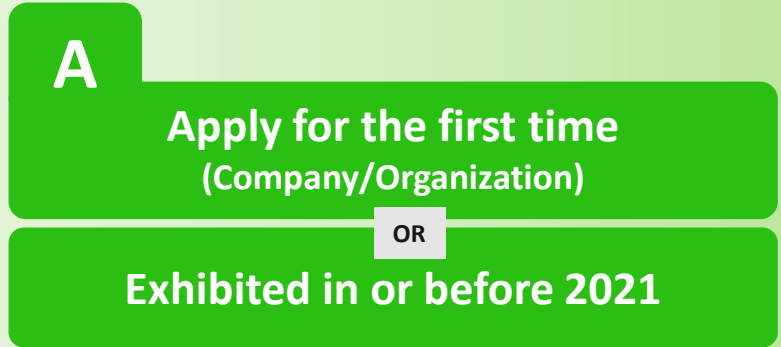 A
Apply for the first time
(Company/Organization)
OR
Exhibited in or before 2021